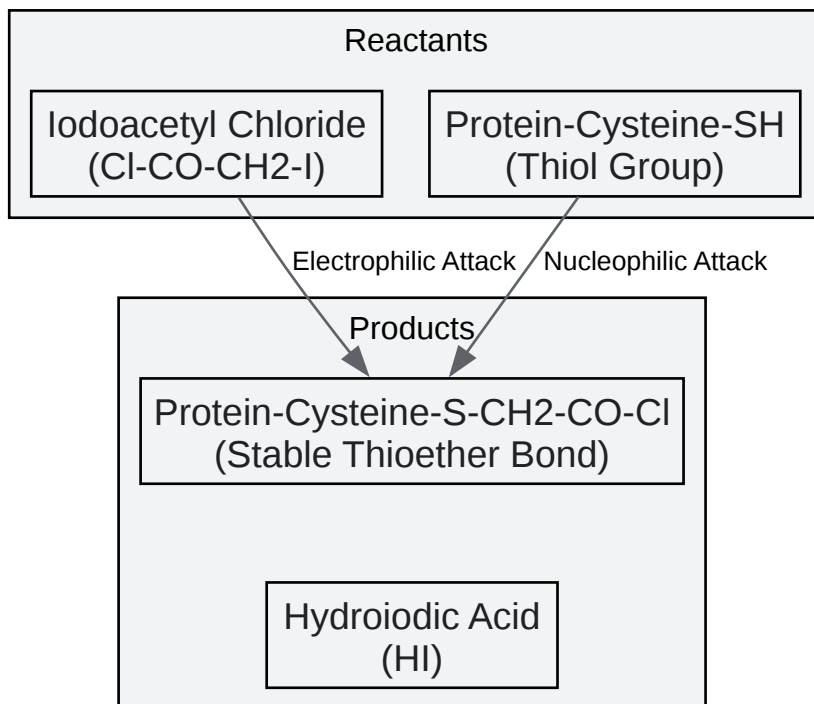 Reactants
Iodoacetyl Chloride
(Cl-CO-CH2-I)
Protein-Cysteine-SH
(Thiol Group)
Electrophilic Attack
Nucleophilic Attack
Products
Protein-Cysteine-S-CH2-CO-Cl
(Stable Thioether Bond)
Hydroiodic Acid
(HI)